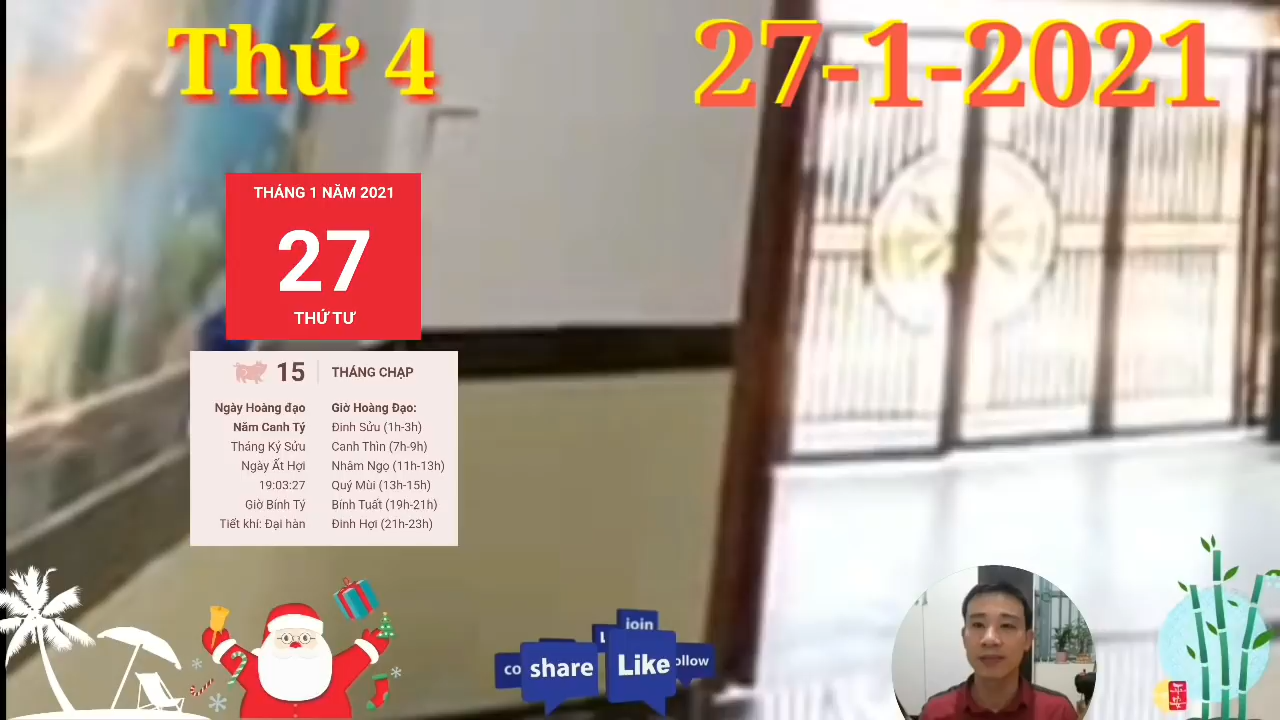 Thứ 4
27-1-2021
THÁNG 1 NĂM 2021
27
THỨ TƯ
15 THÁNG CHẠP
Ngày Hoàng đạo
Năm Canh Tý
Tháng Kỷ Sửu
Ngày Ất Hợi
19:03:27
Giờ Bính Tý
Tiết khí: Đại hàn
Giờ Hoàng Đạo:
Đinh Sửu (1h-3h)
Canh Thìn (7h-9h)
Nhâm Ngọ (11h-13h)
Quý Mùi (13h-15h)
Bính Tuất (19h-21h)
Đinh Hợi (21h-23h)
join
share
Like